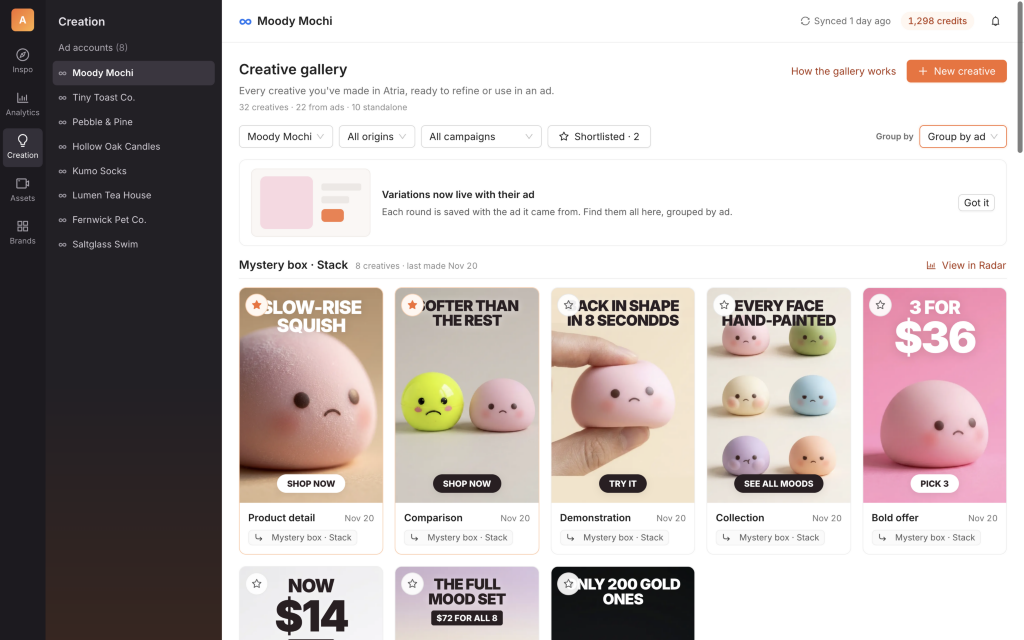 A
Inspo
Analytics
Creation
Assets
Brands
Creation
Ad accounts (8)
Moody Mochi
Tiny Toast Co.
Pebble & Pine
Hollow Oak Candles
Kumo Socks
Lumen Tea House
Fernwick Pet Co.
Saltglass Swim
Moody Mochi
Synced 1 day ago
1,298 credits
Creative gallery
How the gallery works
+ New creative
Every creative you've made in Atria, ready to refine or use in an ad.
32 creatives · 22 from ads · 10 standalone
Moody Mochi
All origins
All campaigns
Shortlisted · 2
Group by
Group by ad
Variations now live with their ad
Each round is saved with the ad it came from. Find them all here, grouped by ad.
Got it
Mystery box · Stack
8 creatives · last made Nov 20
View in Radar
SLOW-RISE
SQUISH
SHOP NOW
Product detail
Nov 20
Mystery box · Stack
SOFTER THAN
THE REST
SHOP NOW
Comparison
Nov 20
Mystery box · Stack
ACK IN SHAPE
IN 8 SECONDDS
TRY IT
Demonstration
Nov 20
Mystery box · Stack
EVERY FACE
HAND-PAINTED
SEE ALL MOODS
Collection
Nov 20
Mystery box · Stack
3 FOR
$36
PICK 3
Bold offer
Nov 20
Mystery box · Stack
NOW
$14
THE FULL
MOOD SET
$72 FOR ALL 8
NLY 200 GOLD
ONES